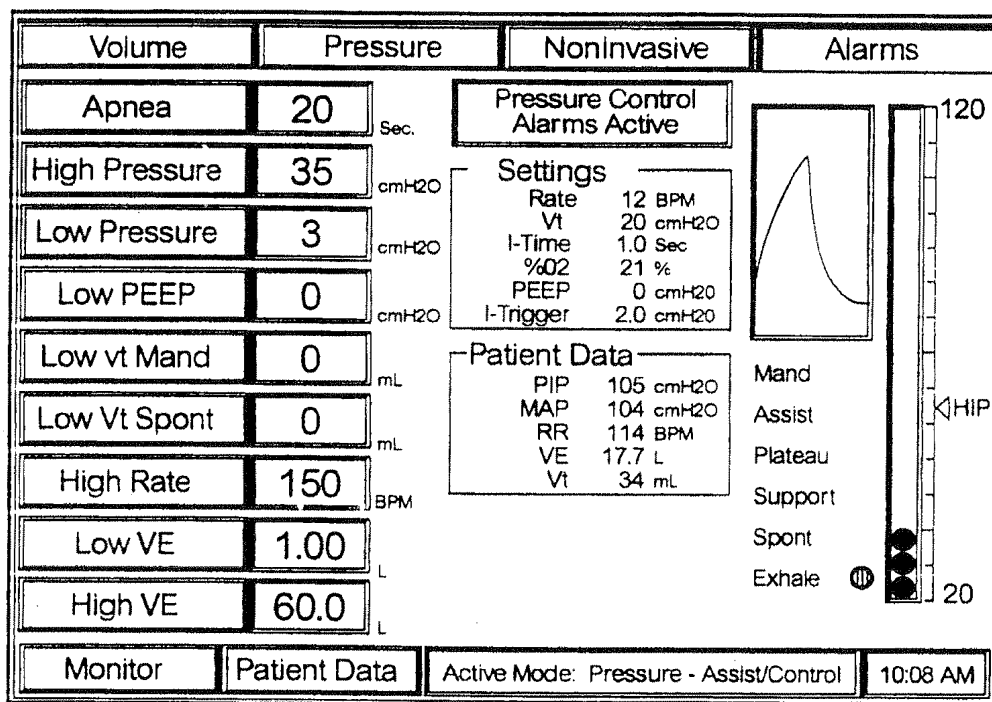 Volume Pressure NonInvasive Alarms
Apnea 20 Sec.
High Pressure 35 cmH2O
Low Pressure 3 cmH2O
Low PEEP 0 cmH2O
Low vt Mand 0 mL
Low Vt Spont 0 mL
High Rate 150 BPM
Low VE 1.00 L
High VE 60.0 L
Pressure Control
Alarms Active
Settings
Rate 12 BPM
Vt 20 cmH2O
I-Time 1.0 Sec
%02 21 %
PEEP 0 cmH20
I-Trigger 2.0 cmH20
Patient Data
PIP 105 cmH2O
MAP 104 cmH2O
RR 114 BPM
VE 17.7 L
Vt 34 mL
Mand
Assist
Plateau
Support
Spont
Exhale
120
HIP
20
Monitor Patient Data Active Mode: Pressure - Assist/Control 10:08 AM